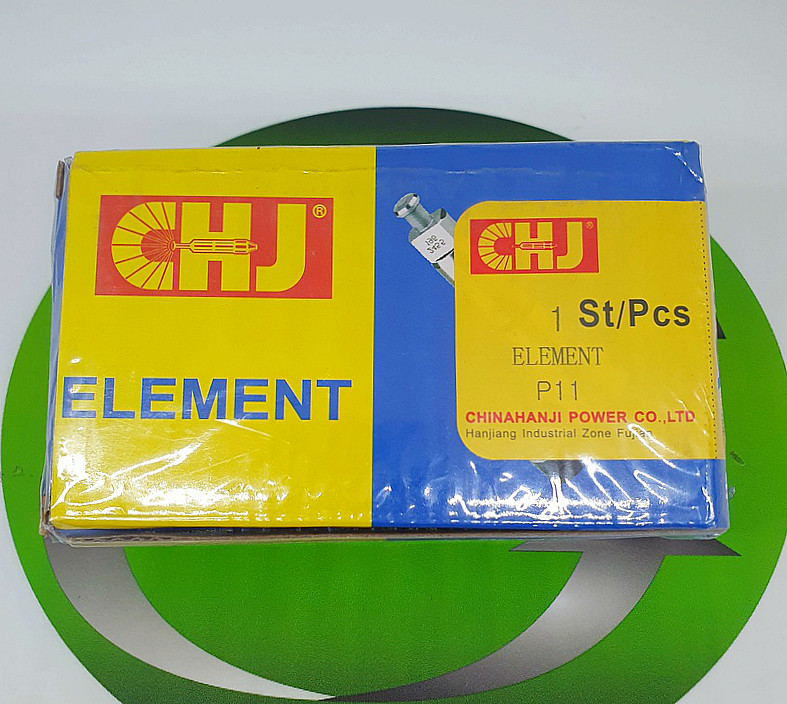 CHJ®
ELEMENT
CHJ®
1 St/Pcs
ELEMENT
P11
CHINAHANJI POWER CO.,LTD
Hanjiang Industrial Zone Fujian